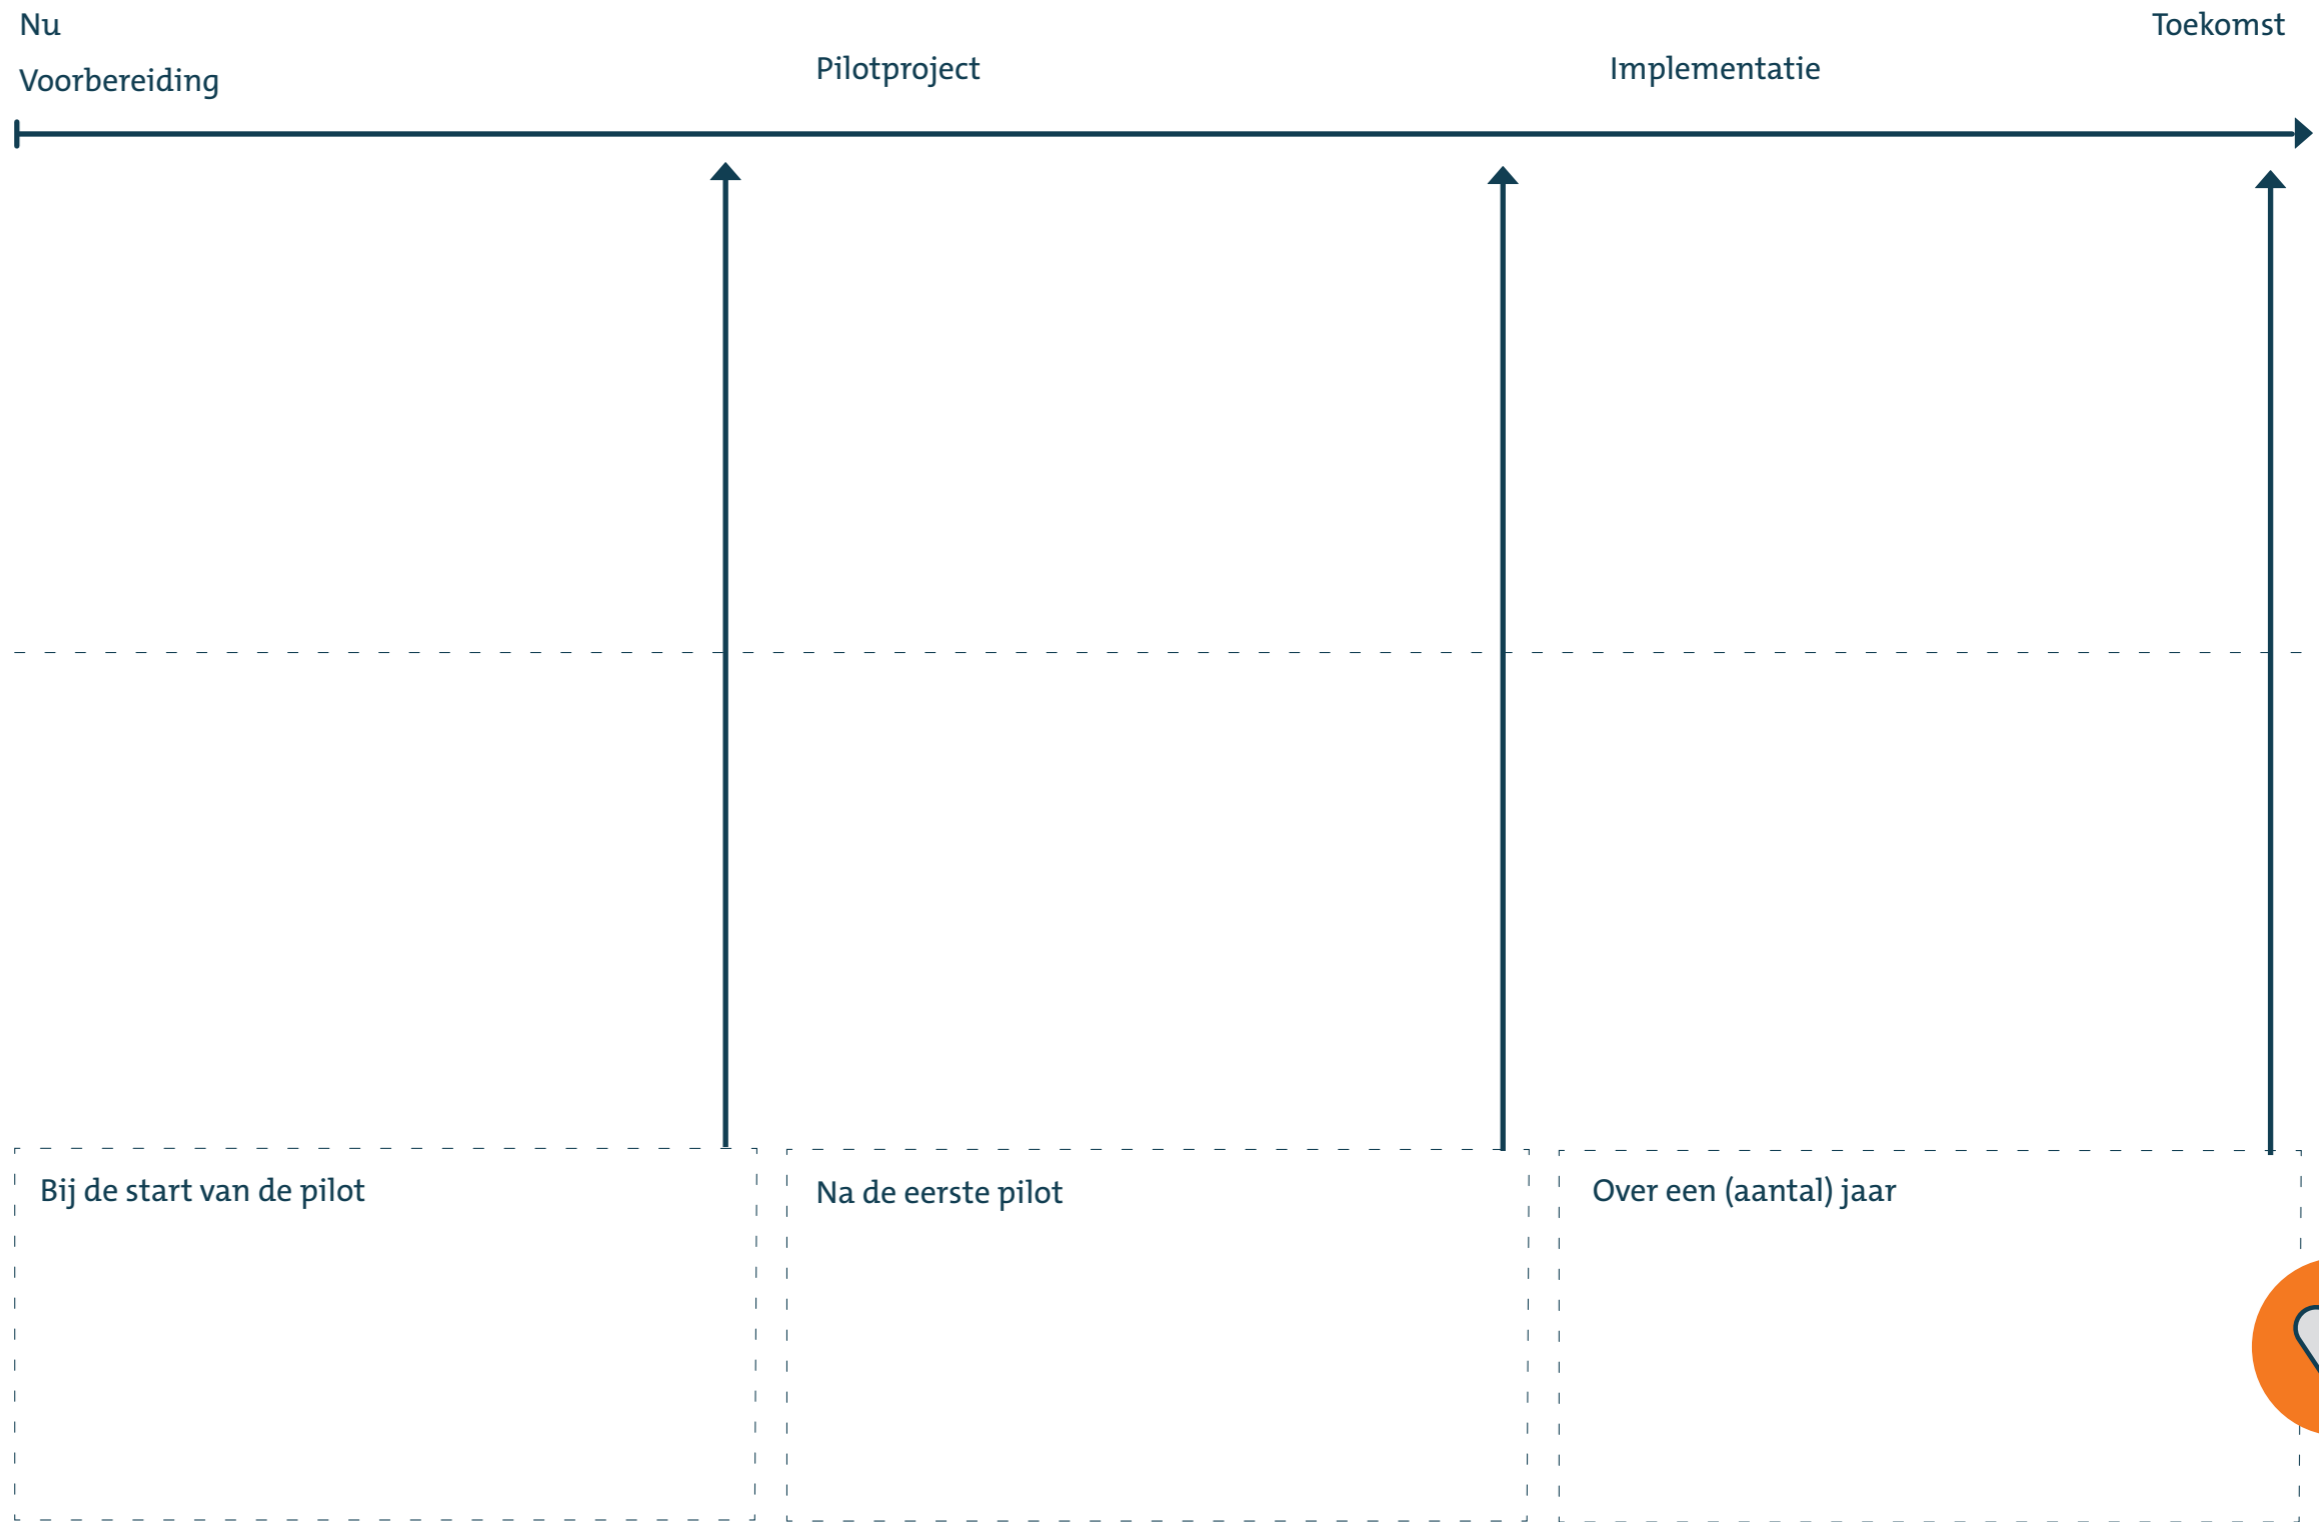 Nu
Toekomst
Voorbereiding
Pilotproject
Implementatie
Bij de start van de pilot
Na de eerste pilot
Over een (aantal) jaar